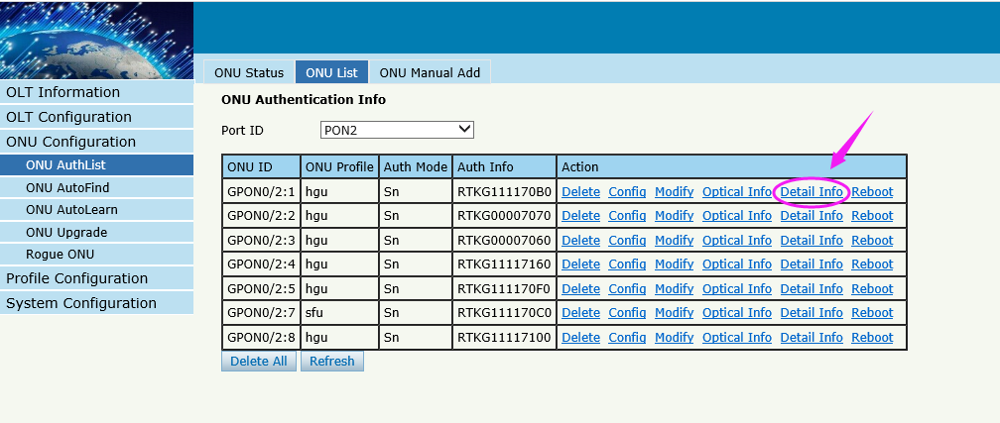 ONU Status ONU List ONU Manual Add
OLT Information
OLT Configuration
ONU Configuration
ONU AuthList
ONU AutoFind
ONU AutoLearn
ONU Upgrade
Rogue ONU
Profile Configuration
System Configuration
ONU Authentication Info
Port ID PON2
ONU ID ONU Profile Auth Mode Auth Info Action
GPON0/2:1 hgu Sn RTKG111170B0 Delete Config Modify Optical Info Detail Info Reboot
GPON0/2:2 hgu Sn RTKG00007070 Delete Config Modify Optical Info Detail Info Reboot
GPON0/2:3 hgu Sn RTKG00007060 Delete Config Modify Optical Info Detail Info Reboot
GPON0/2:4 hgu Sn RTKG11117160 Delete Config Modify Optical Info Detail Info Reboot
GPON0/2:5 hgu Sn RTKG111170F0 Delete Config Modify Optical Info Detail Info Reboot
GPON0/2:7 sfu Sn RTKG111170C0 Delete Config Modify Optical Info Detail Info Reboot
GPON0/2:8 hgu Sn RTKG11117100 Delete Config Modify Optical Info Detail Info Reboot
Delete All Refresh